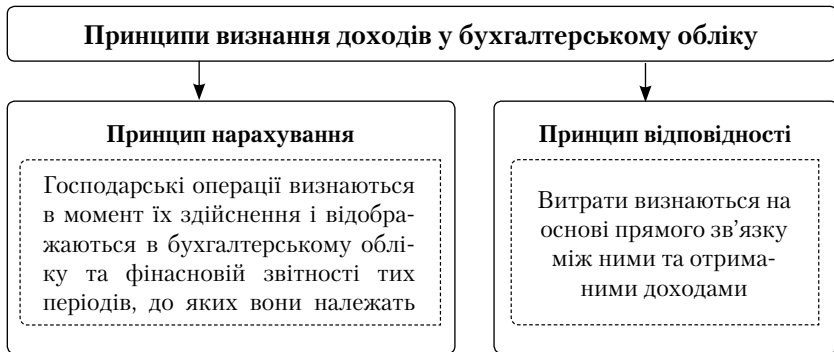 Принципи визнання доходів у бухгалтерському обліку
Принцип нарахування
Господарські операції визнаються
в момент їх здійснення і відобра-
жаються в бухгалтерському облі-
ку та фінасновій звітності тих
періодів, до яких вони належать
Принцип відповідності
Витрати визнаються на
основі прямого зв’язку
між ними та отрима-
ними доходами